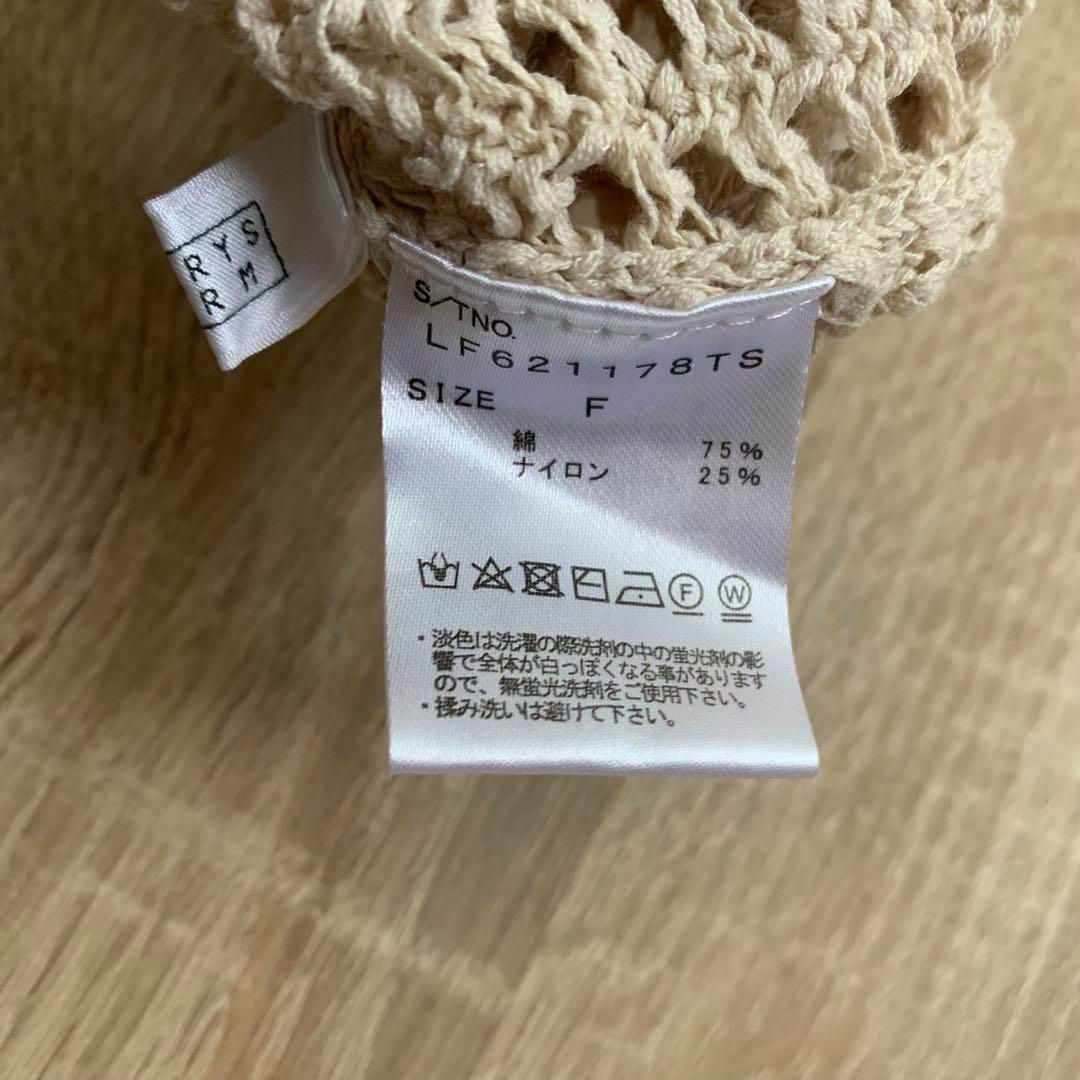 R Y S
R M
S/TNO.
LF621178TS
SIZE F
綿 75%
ナイロン 25%
F W
・淡色は洗濯の際洗剤の中の蛍光剤の影
響で全体が白っぽくなる事があります
ので、無蛍光洗剤をご使用下さい。
・揉み洗いは避けて下さい。